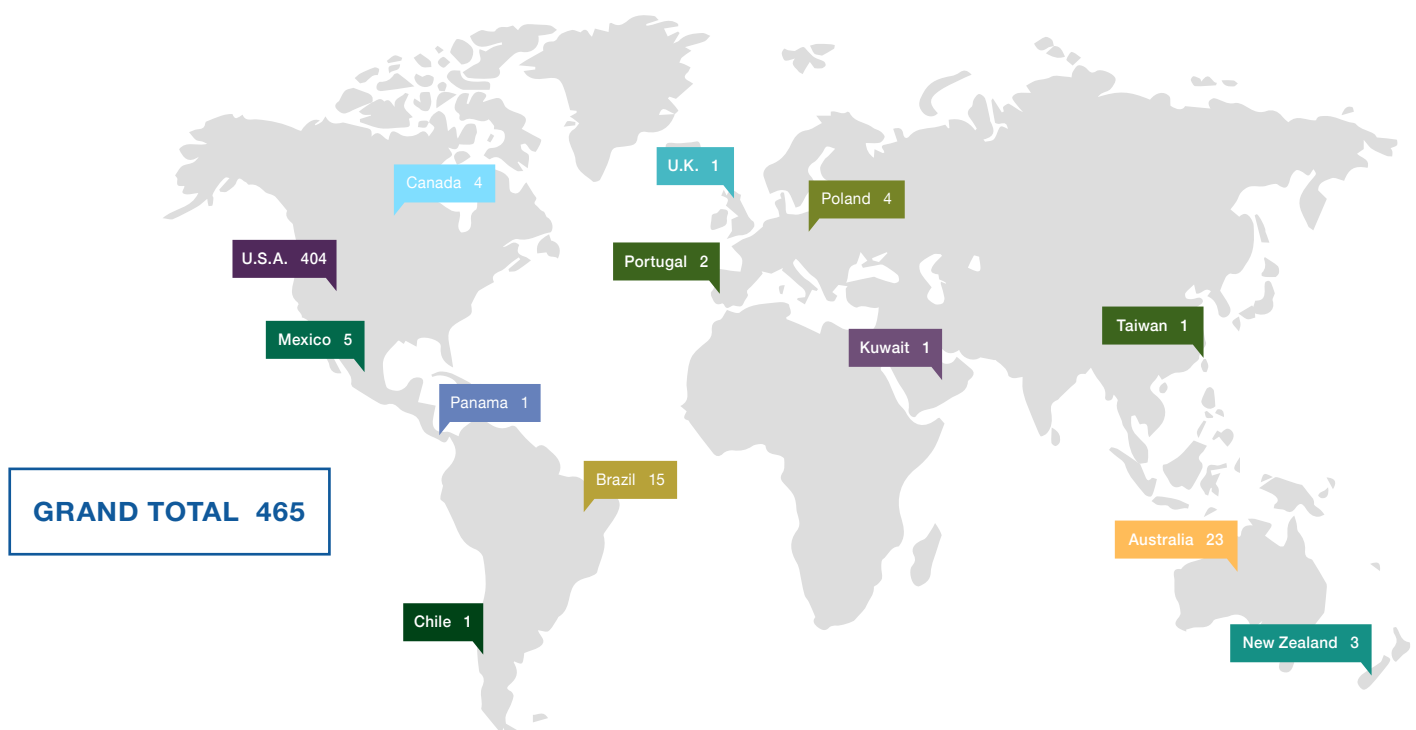 U.K. 1
Canada 4
Poland 4
U.S.A. 404
Portugal 2
Taiwan 1
Mexico 5
Kuwait 1
Panama 1
Brazil 15
GRAND TOTAL 465
Australia 23
Chile 1
New Zealand 3